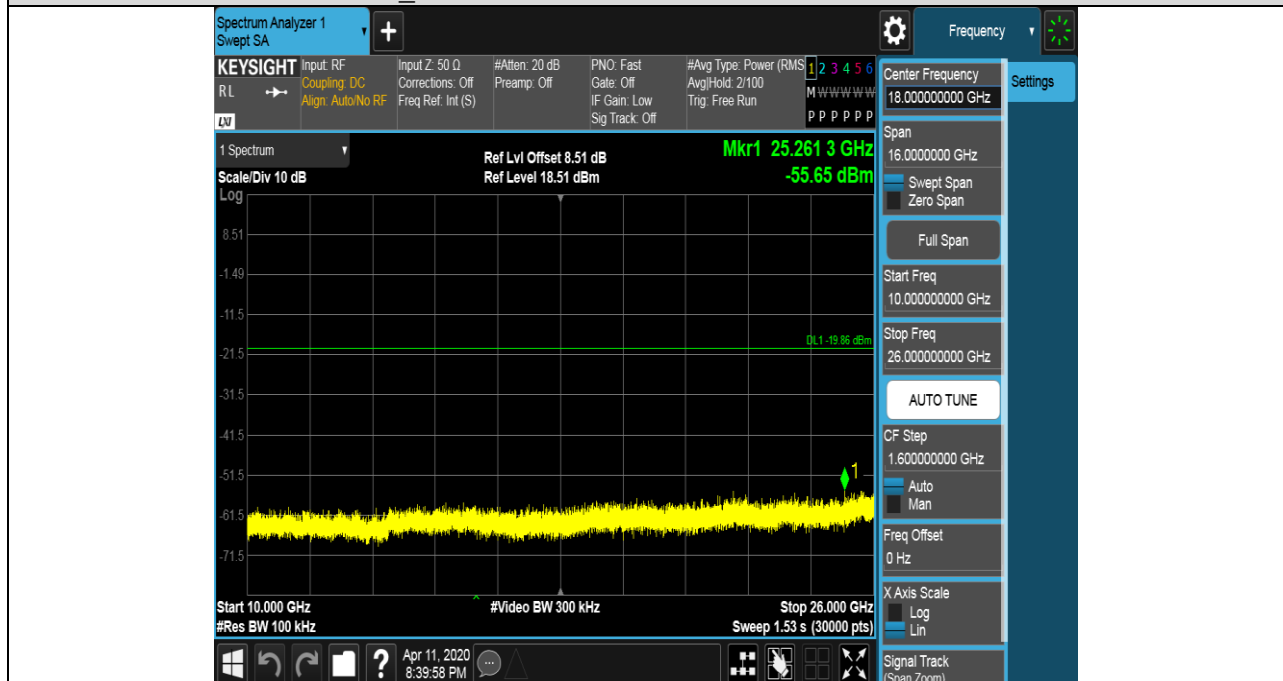 Spectrum Analyzer 1
Swept SA
+
Frequency
KEYSIGHT
RL
LXI
Input: RF
Coupling: DC
Align: Auto/No RF
Input Z: 50 Ω
Corrections: Off
Freq Ref: Int (S)
#Atten: 20 dB
Preamp: Off
PNO: Fast
Gate: Off
IF Gain: Low
Sig Track: Off
#Avg Type: Power (RMS
Avg|Hold: 2/100
Trig: Free Run
1 2 3 4 5 6
M W W W W W
P P P P P P
1 Spectrum
Scale/Div 10 dB
Ref Lvl Offset 8.51 dB
Ref Level 18.51 dBm
Mkr1 25.261 3 GHz
-55.65 dBm
Log
8.51
-1.49
-11.5
-21.5
-31.5
-41.5
-51.5
-61.5
-71.5
DL1 -19.86 dBm
1
Start 10.000 GHz
#Res BW 100 kHz
#Video BW 300 kHz
Stop 26.000 GHz
Sweep 1.53 s (30000 pts)
?
Apr 11, 2020
8:39:58 PM
Center Frequency
18.000000000 GHz
Span
16.0000000 GHz
Swept Span
Zero Span
Full Span
Start Freq
10.000000000 GHz
Stop Freq
26.000000000 GHz
AUTO TUNE
CF Step
1.600000000 GHz
Auto
Man
Freq Offset
0 Hz
X Axis Scale
Log
Lin
Signal Track
(Span Zoom)
Settings